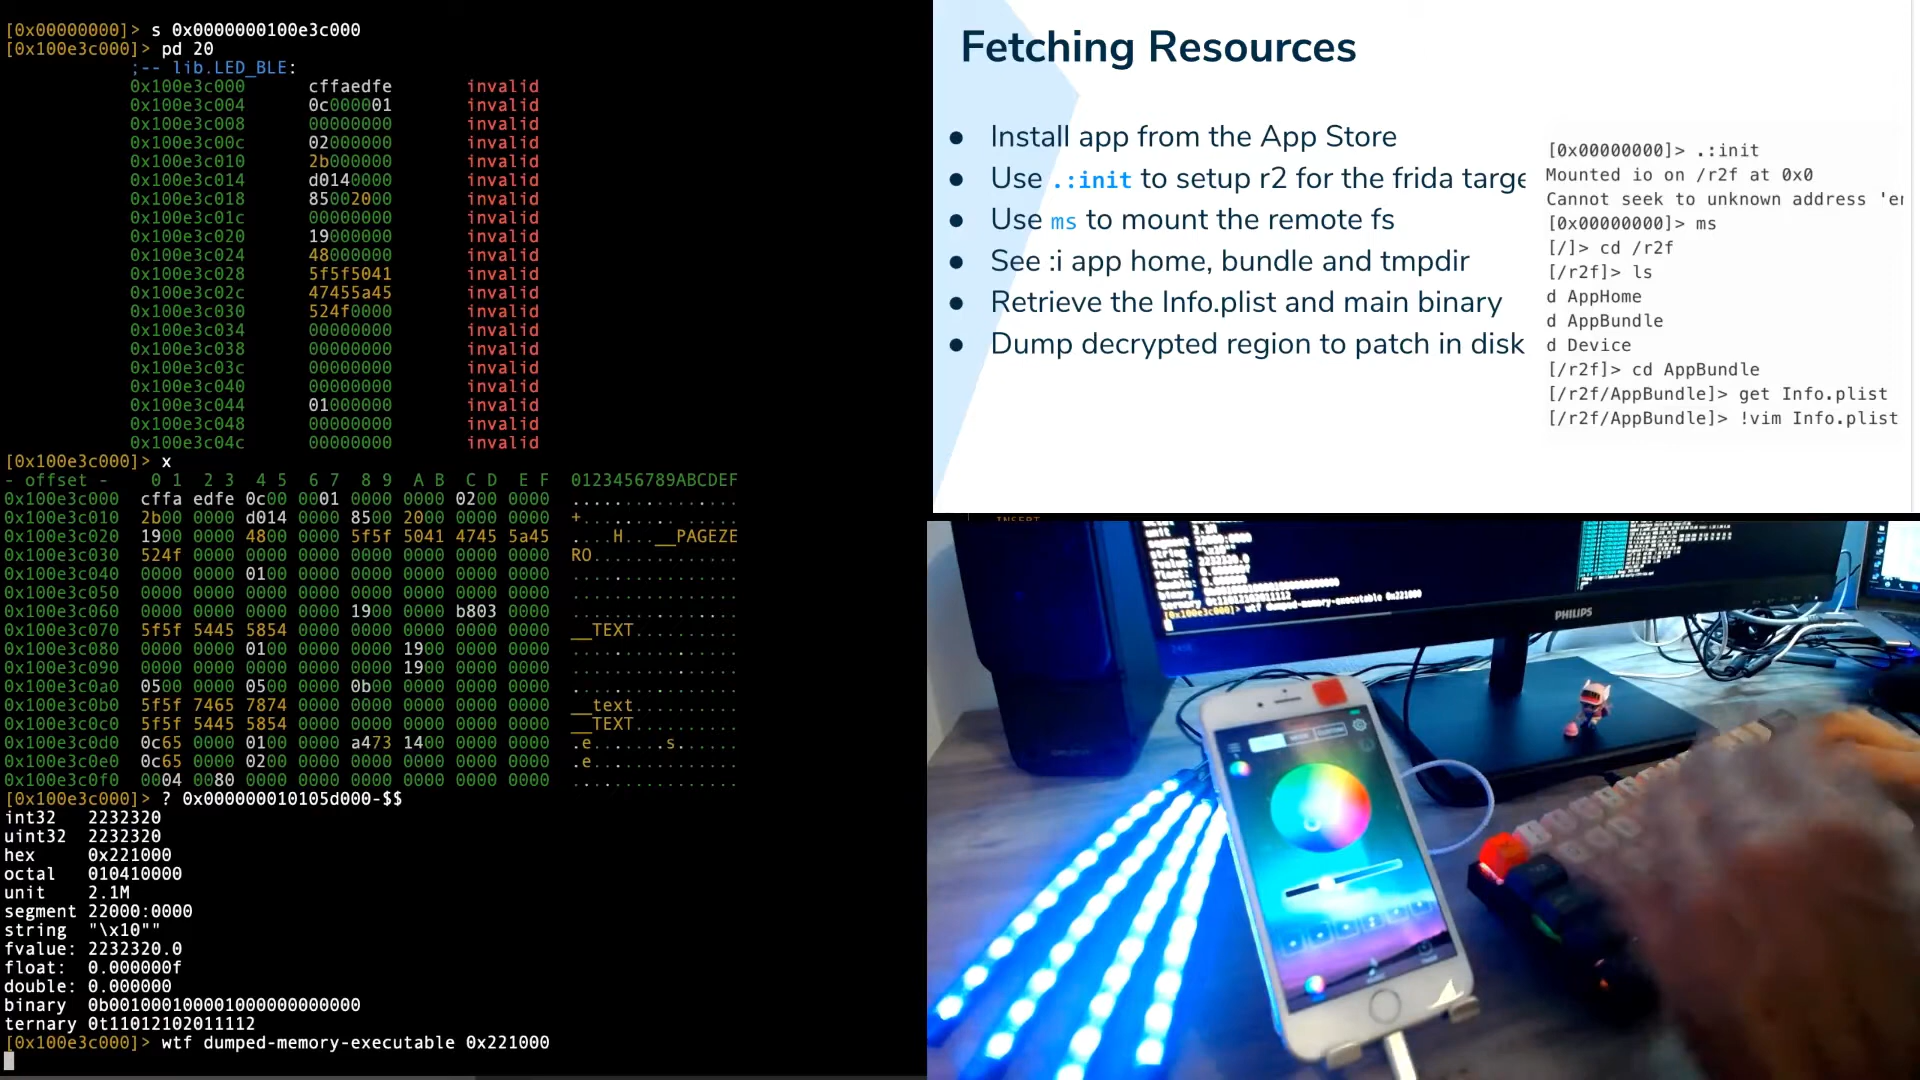 [0x00000000]> s 0x0000000100e3c000
[0x100e3c000]> pd 20
;-- lib.LED_BLE:
0x100e3c000 cffaedfe invalid
0x100e3c004 0c000001 invalid
0x100e3c008 00000000 invalid
0x100e3c00c 02000000 invalid
0x100e3c010 2b000000 invalid
0x100e3c014 d0140000 invalid
0x100e3c018 85002000 invalid
0x100e3c01c 00000000 invalid
0x100e3c020 19000000 invalid
0x100e3c024 48000000 invalid
0x100e3c028 5f5f5041 invalid
0x100e3c02c 47455a45 invalid
0x100e3c030 524f0000 invalid
0x100e3c034 00000000 invalid
0x100e3c038 00000000 invalid
0x100e3c03c 00000000 invalid
0x100e3c040 00000000 invalid
0x100e3c044 01000000 invalid
0x100e3c048 00000000 invalid
0x100e3c04c 00000000 invalid
[0x100e3c000]> x
- offset - 0 1 2 3 4 5 6 7 8 9 A B C D E F 0123456789ABCDEF
0x100e3c000 cffa edfe 0c00 0001 0000 0000 0200 0000 ................
0x100e3c010 2b00 0000 d014 0000 8500 2000 0000 0000 +......... .....
0x100e3c020 1900 0000 4800 0000 5f5f 5041 4745 5a45 ....H...__PAGEZE
0x100e3c030 524f 0000 0000 0000 0000 0000 0000 0000 RO..............
0x100e3c040 0000 0000 0100 0000 0000 0000 0000 0000 ................
0x100e3c050 0000 0000 0000 0000 0000 0000 0000 0000 ................
0x100e3c060 0000 0000 0000 0000 1900 0000 b803 0000 ................
0x100e3c070 5f5f 5445 5854 0000 0000 0000 0000 0000 __TEXT..........
0x100e3c080 0000 0000 0100 0000 0000 1900 0000 0000 ................
0x100e3c090 0000 0000 0000 0000 0000 1900 0000 0000 ................
0x100e3c0a0 0500 0000 0500 0000 0b00 0000 0000 0000 ................
0x100e3c0b0 5f5f 7465 7874 0000 0000 0000 0000 0000 __text..........
0x100e3c0c0 5f5f 5445 5854 0000 0000 0000 0000 0000 __TEXT..........
0x100e3c0d0 0c65 0000 0100 0000 a473 1400 0000 0000 .e.......s......
0x100e3c0e0 0c65 0000 0200 0000 0000 0000 0000 0000 .e..............
0x100e3c0f0 0004 0080 0000 0000 0000 0000 0000 0000 ................
[0x100e3c000]> ? 0x000000010105d000-$$
int32 2232320
uint32 2232320
hex 0x221000
octal 010410000
unit 2.1M
segment 22000:0000
string "\x10""
fvalue: 2232320.0
float: 0.000000f
double: 0.000000
binary 0b001000100001000000000000
ternary 0t11012102011112
[0x100e3c000]> wtf dumped-memory-executable 0x221000
Fetching Resources
● Install app from the App Store
● Use .:init to setup r2 for the frida targe
● Use ms to mount the remote fs
● See :i app home, bundle and tmpdir
● Retrieve the Info.plist and main binary
● Dump decrypted region to patch in disk
[0x00000000]> .:init
Mounted io on /r2f at 0x0
Cannot seek to unknown address 'er
[0x00000000]> ms
[/]> cd /r2f
[/r2f]> ls
d AppHome
d AppBundle
d Device
[/r2f]> cd AppBundle
[/r2f/AppBundle]> get Info.plist
[/r2f/AppBundle]> !vim Info.plist
[0x100e3c000]> wtf dumped-memory-executable 0x221000
PHILIPS